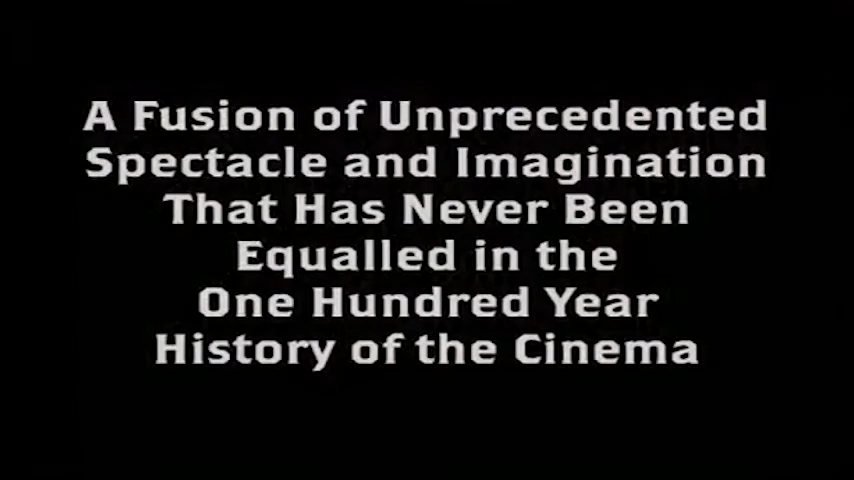 A Fusion of Unprecedented
Spectacle and Imagination
That Has Never Been
Equalled in the
One Hundred Year
History of the Cinema